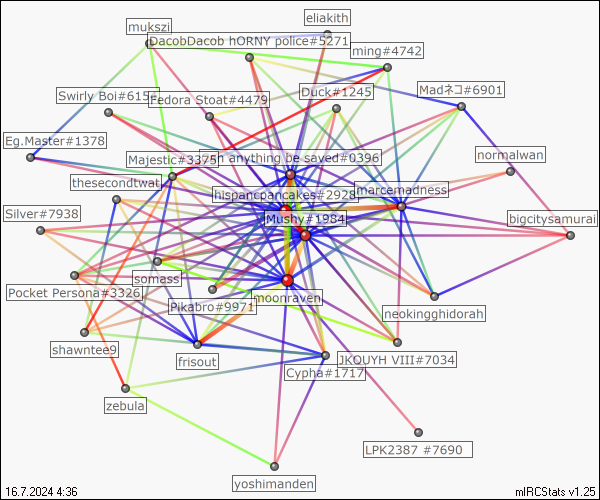 eliakith
mukszi
DacobDacob hORNY police#5271
ming#4742
Duck#1245
Madネコ#6901
Swirly Boi#615
Fedora Stoat#4479
Eg.Master#1378
Majestic#3375
anything be saved#0396
normalwan
thesecondtwat
hispano
pancakes#2928
marcemadness
Silver#7938
Mushy#1984
bigcitysamurai
somass
Pocket Persona#3326
Pikabro#9971
moonraven
neokingghidorah
shawntee9
frisout
JKQUYH VIII#7034
Cypha#1717
zebula
LPK2387 #7690
yoshimanden
16.7.2024 4:36
mIRCStats v1.25